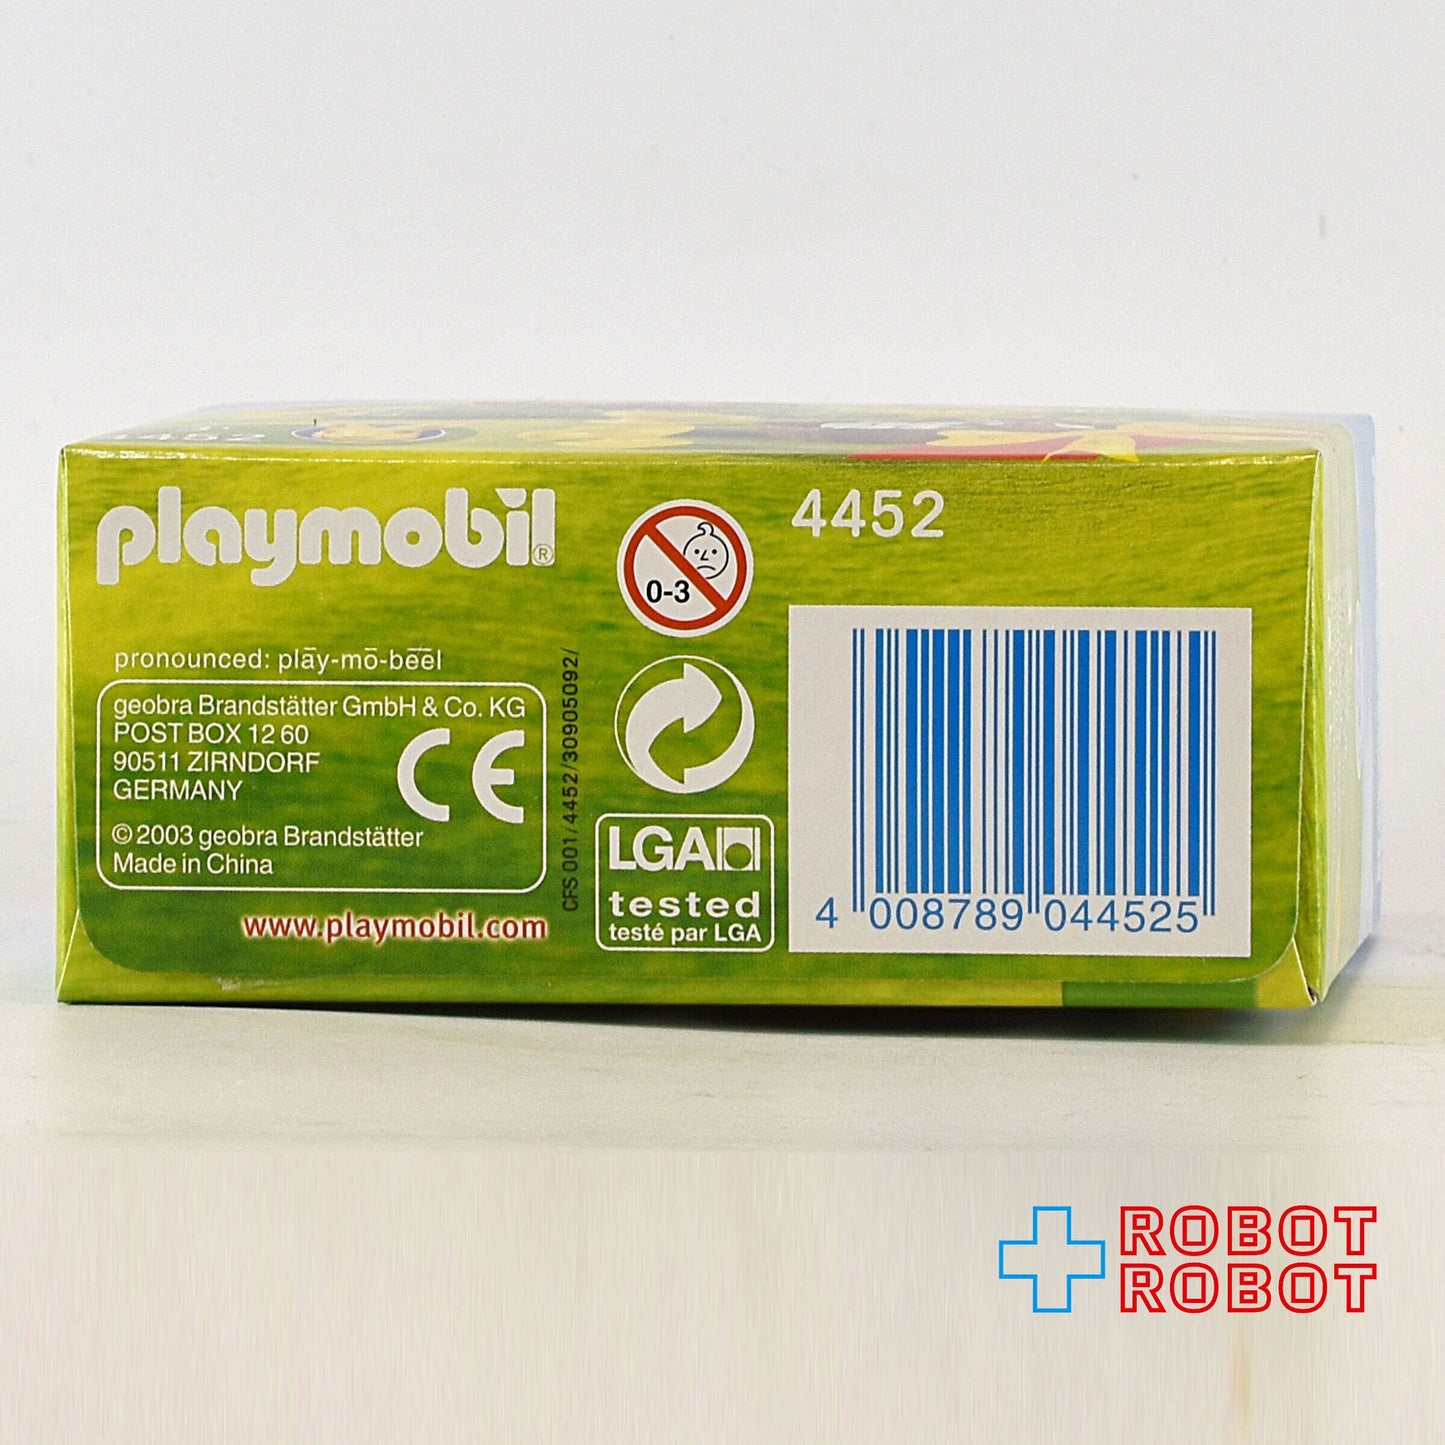 4452
playmobil®
pronounced: plāy-mō-bēēl
geobra Brandstätter GmbH & Co. KG
POST BOX 12 60
90511 ZIRNDORF
GERMANY
CE
© 2003 geobra Brandstätter
Made in China
www.playmobil.com
CFS 001/4452/30905092/
0-3
LGA
tested
testé par LGA
4452
4 008789 044525
ROBOT
ROBOT